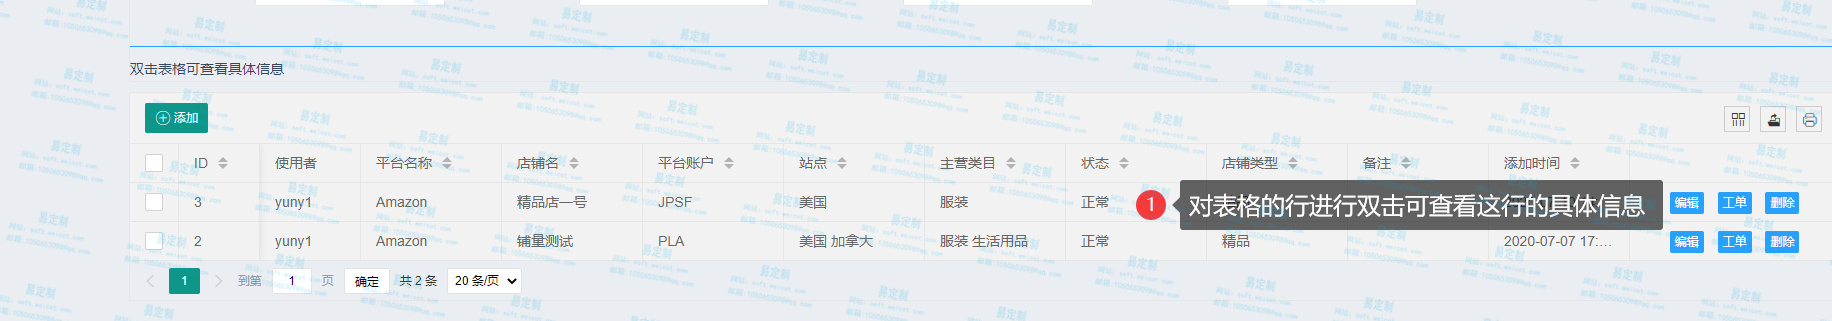 双击表格可查看具体信息
添加
ID 使用者 平台名称 店铺名 平台账户 站点 主营类目 状态 店铺类型 备注 添加时间
3 yuny1 Amazon 精品店一号 JPSF 美国 服装 正常 编辑 工单 删除
1 对表格的行进行双击可查看这行的具体信息
2 yuny1 Amazon 铺量测试 PLA 美国 加拿大 服装 生活用品 正常 精品 2020-07-07 17:... 编辑 工单 删除
1 到第 1 页 确定 共 2 条 20 条/页
易定制